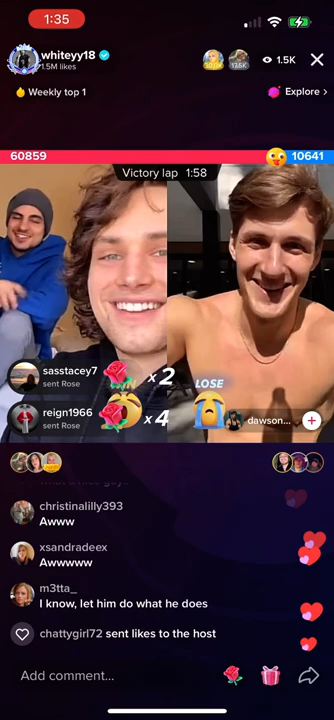 1:35
whiteyy18
1.5M likes
1.5K
Weekly top 1
Explore >
60859
10641
Victory lap 1:58
sasstacey7
sent Rose
x2
reign1966
sent Rose
x4
LOSE
dawson...
christinalilly393
Awww
xsandradeex
Awwwww
m3tta_
I know, let him do what he does
chattygirl72 sent likes to the host
Add comment...